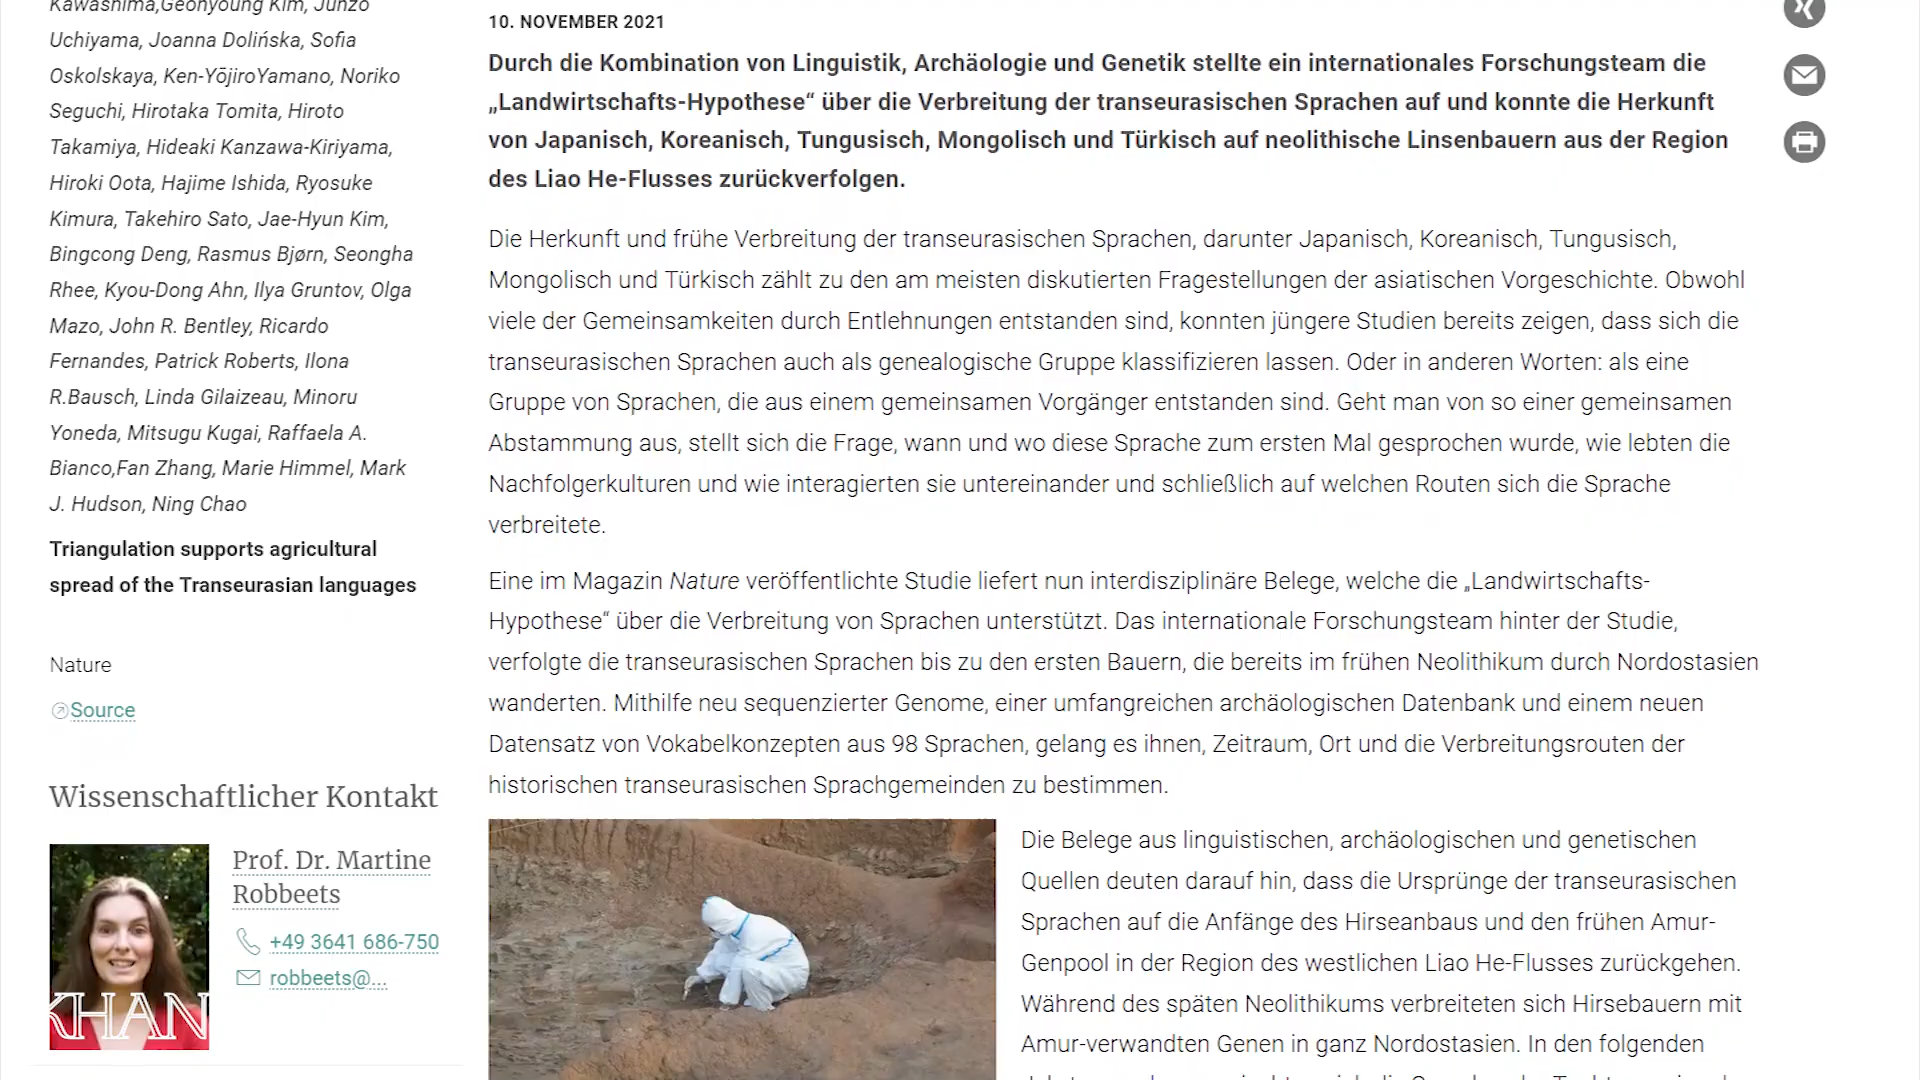 Kawashima,Geonyoung Kim, Junzo
Uchiyama, Joanna Dolińska, Sofia
Oskolskaya, Ken-YōjiroYamano, Noriko
Seguchi, Hirotaka Tomita, Hiroto
Takamiya, Hideaki Kanzawa-Kiriyama,
Hiroki Oota, Hajime Ishida, Ryosuke
Kimura, Takehiro Sato, Jae-Hyun Kim,
Bingcong Deng, Rasmus Bjørn, Seongha
Rhee, Kyou-Dong Ahn, Ilya Gruntov, Olga
Mazo, John R. Bentley, Ricardo
Fernandes, Patrick Roberts, Ilona
R.Bausch, Linda Gilaizeau, Minoru
Yoneda, Mitsugu Kugai, Raffaela A.
Bianco,Fan Zhang, Marie Himmel, Mark
J. Hudson, Ning Chao
Triangulation supports agricultural
spread of the Transeurasian languages
Nature
Source
Wissenschaftlicher Kontakt
Prof. Dr. Martine
Robbeets
+49 3641 686-750
robbeets@...
KHAN
10. NOVEMBER 2021
Durch die Kombination von Linguistik, Archäologie und Genetik stellte ein internationales Forschungsteam die
„Landwirtschafts-Hypothese“ über die Verbreitung der transeurasischen Sprachen auf und konnte die Herkunft
von Japanisch, Koreanisch, Tungusisch, Mongolisch und Türkisch auf neolithische Linsenbauern aus der Region
des Liao He-Flusses zurückverfolgen.
Die Herkunft und frühe Verbreitung der transeurasischen Sprachen, darunter Japanisch, Koreanisch, Tungusisch,
Mongolisch und Türkisch zählt zu den am meisten diskutierten Fragestellungen der asiatischen Vorgeschichte. Obwohl
viele der Gemeinsamkeiten durch Entlehnungen entstanden sind, konnten jüngere Studien bereits zeigen, dass sich die
transeurasischen Sprachen auch als genealogische Gruppe klassifizieren lassen. Oder in anderen Worten: als eine
Gruppe von Sprachen, die aus einem gemeinsamen Vorgänger entstanden sind. Geht man von so einer gemeinsamen
Abstammung aus, stellt sich die Frage, wann und wo diese Sprache zum ersten Mal gesprochen wurde, wie lebten die
Nachfolgerkulturen und wie interagierten sie untereinander und schließlich auf welchen Routen sich die Sprache
verbreitete.
Eine im Magazin Nature veröffentlichte Studie liefert nun interdisziplinäre Belege, welche die „Landwirtschafts-
Hypothese“ über die Verbreitung von Sprachen unterstützt. Das internationale Forschungsteam hinter der Studie,
verfolgte die transeurasischen Sprachen bis zu den ersten Bauern, die bereits im frühen Neolithikum durch Nordostasien
wanderten. Mithilfe neu sequenzierter Genome, einer umfangreichen archäologischen Datenbank und einem neuen
Datensatz von Vokabelkonzepten aus 98 Sprachen, gelang es ihnen, Zeitraum, Ort und die Verbreitungsrouten der
historischen transeurasischen Sprachgemeinden zu bestimmen.
Die Belege aus linguistischen, archäologischen und genetischen
Quellen deuten darauf hin, dass die Ursprünge der transeurasischen
Sprachen auf die Anfänge des Hirseanbaus und den frühen Amur-
Genpool in der Region des westlichen Liao He-Flusses zurückgehen.
Während des späten Neolithikums verbreiteten sich Hirsebauern mit
Amur-verwandten Genen in ganz Nordostasien. In den folgenden